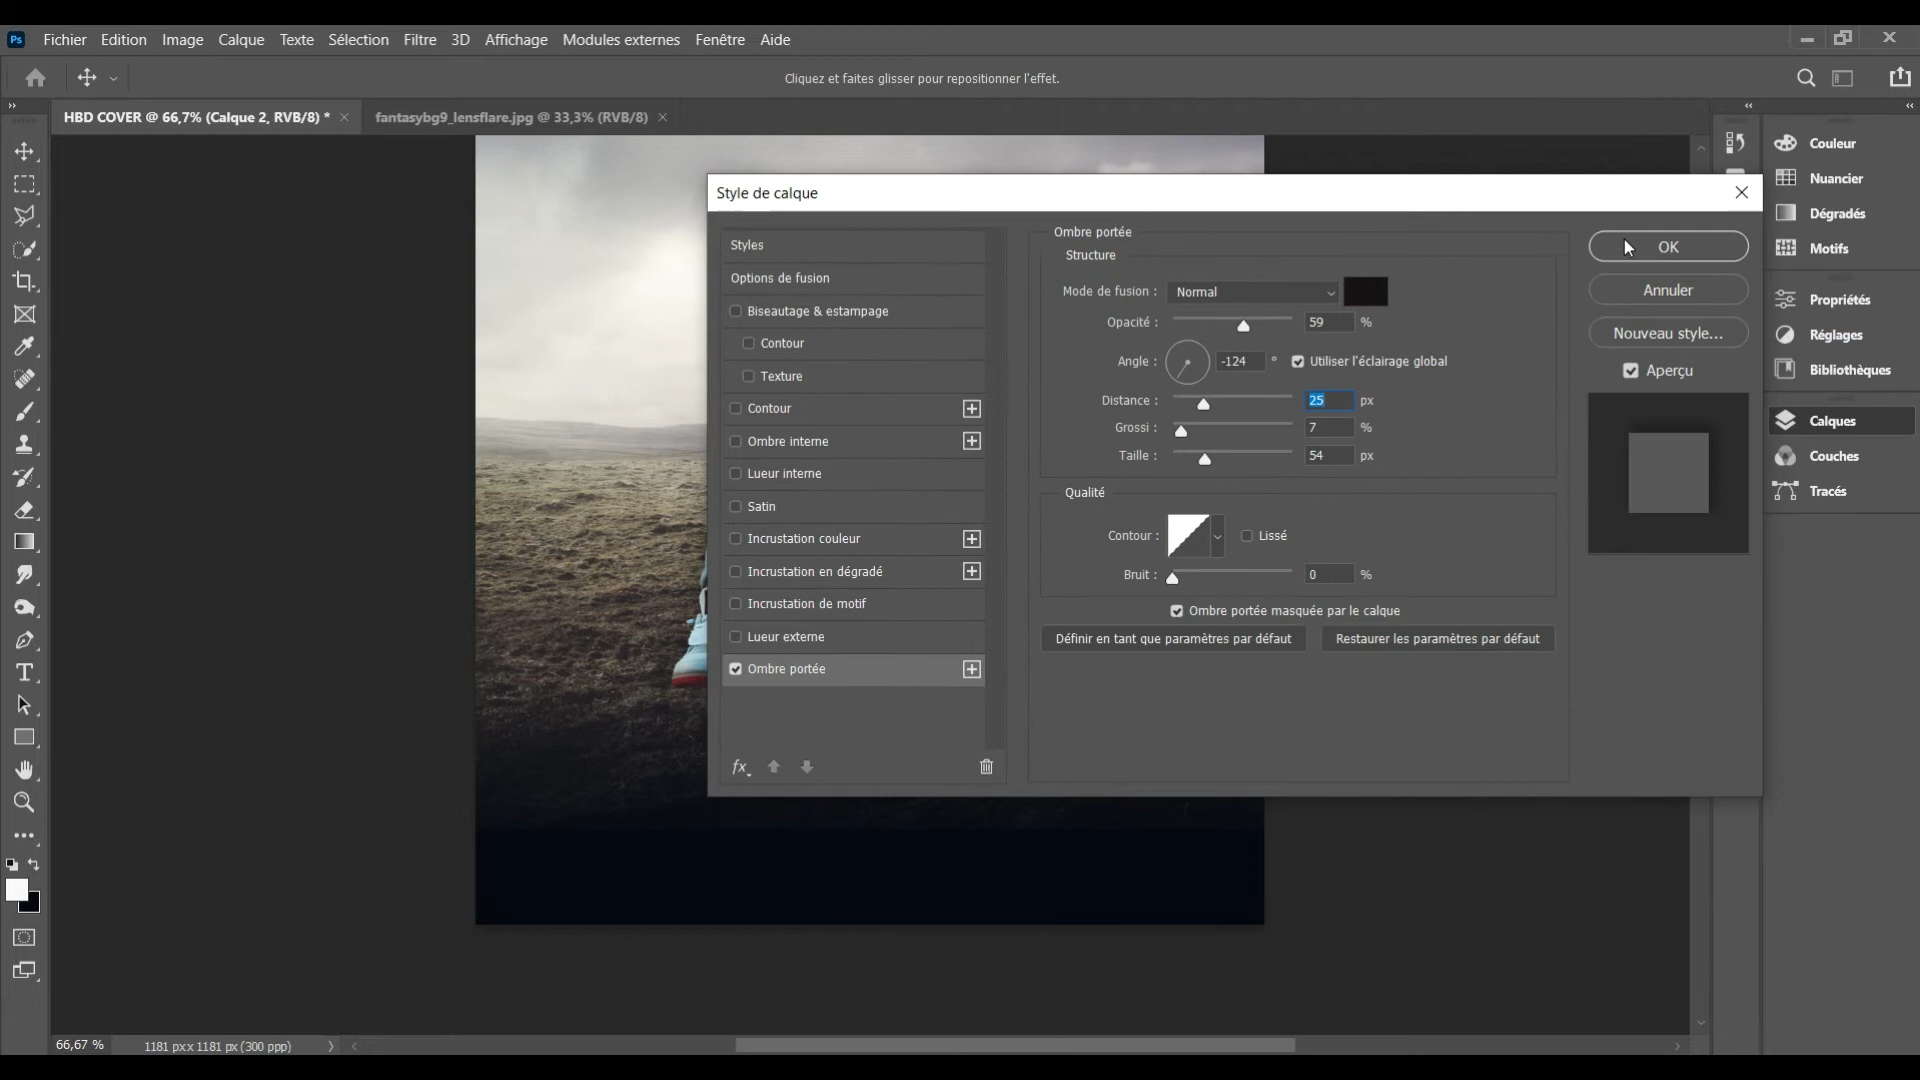 Ps
Fichier Edition Image Calque Texte Sélection Filtre 3D Affichage Modules externes Fenêtre Aide
Cliquez et faites glisser pour repositionner l'effet.
HBD COVER @ 66,7% (Calque 2, RVB/8) *
fantasybg9_lensflare.jpg @ 33,3% (RVB/8)
Couleur
Nuancier
Dégradés
Motifs
Propriétés
Réglages
Bibliothèques
Calques
Couches
Tracés
Style de calque
Styles
Options de fusion
Biseautage & estampage
Contour
Texture
Contour
Ombre interne
Lueur interne
Satin
Incrustation couleur
Incrustation en dégradé
Incrustation de motif
Lueur externe
Ombre portée
fx
Ombre portée
Structure
Mode de fusion : Normal
Opacité : 59 %
Angle : -124 ° Utiliser l'éclairage global
Distance : 25 px
Grossi : 7 %
Taille : 54 px
Qualité
Contour : Lissé
Bruit : 0 %
Ombre portée masquée par le calque
Définir en tant que paramètres par défaut Restaurer les paramètres par défaut
OK
Annuler
Nouveau style...
Aperçu
66,67 % 1181 px x 1181 px (300 ppp)